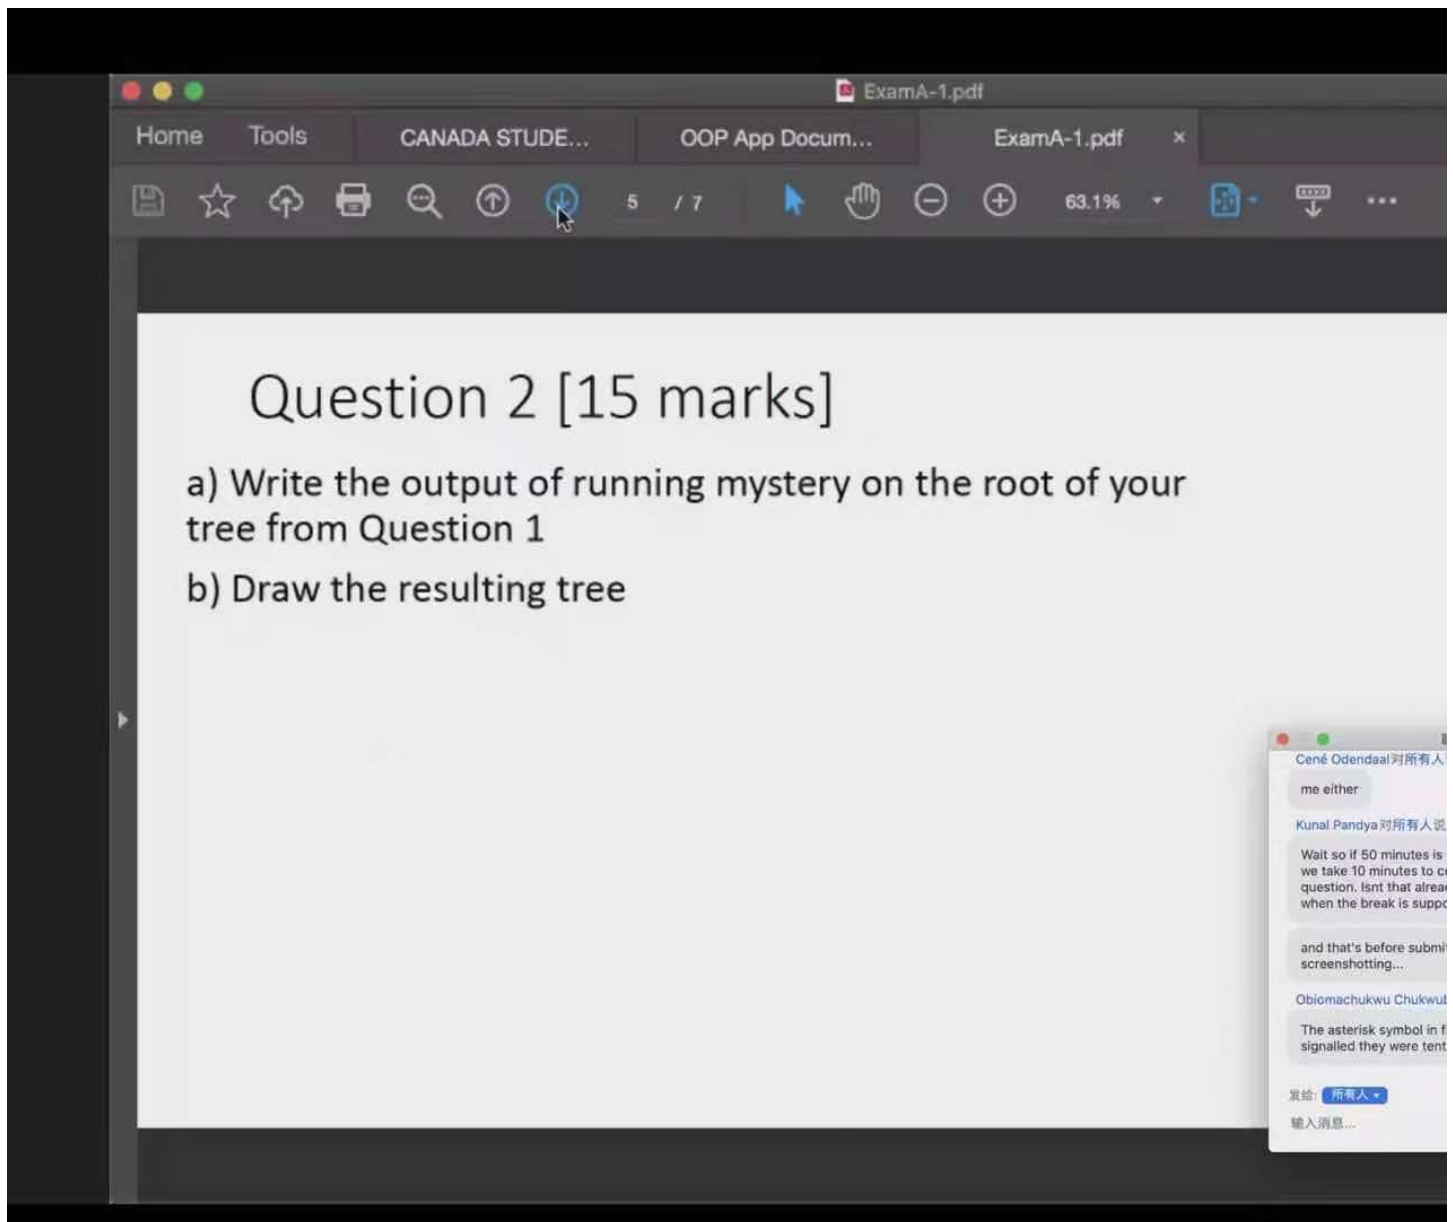 ExamA-1.pdf
Home Tools CANADA STUDE... OOP App Docum... ExamA-1.pdf ×
5 / 7 63.1%
Question 2 [15 marks]
a) Write the output of running mystery on the root of your
tree from Question 1
b) Draw the resulting tree
Cené Odendaal对所有人
me either
Kunal Pandya对所有人说
Wait so if 50 minutes is
we take 10 minutes to
question. Isnt that
when the break is
and that's before
screenshotting...
Obiomachukwu
The asterisk symbol in
signalled they were
发给: 所有人
输入消息...